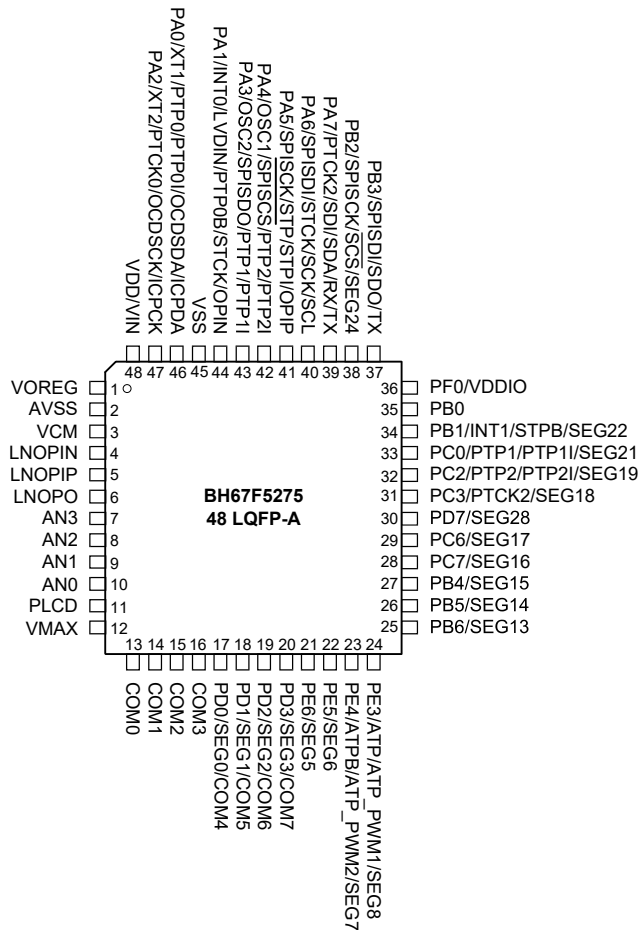 VDD/VIN
PA2/XT2/PTCK0/OCDSCK/ICPCK
PA0/XT1/PTP0/PTP0I/OCDSDA/ICPDA
VSS
PA1/INT0/LVDIN/PTP0B/STCK/OPIN
PA3/OSC2/SPISDO/PTP1/PTP1I
PA4/OSC1/SPISCS/PTP2/PTP2I
PA5/SPISCK/STP/STPI/OPIP
PA6/SPISDI/STCK/SCK/SCL
PA7/PTCK2/SDI/SDA/RX/TX
PB2/SPISCK/SCS/SEG24
PB3/SPISDI/SDO/TX
48 47 46 45 44 43 42 41 40 39 38 37
VOREG 1
AVSS 2
VCM 3
LNOPIN 4
LNOPIP 5
LNOPO 6
AN3 7
AN2 8
AN1 9
AN0 10
PLCD 11
VMAX 12
BH67F5275
48 LQFP-A
36 PF0/VDDIO
35 PB0
34 PB1/INT1/STPB/SEG22
33 PC0/PTP1/PTP1I/SEG21
32 PC2/PTP2/PTP2I/SEG19
31 PC3/PTCK2/SEG18
30 PD7/SEG28
29 PC6/SEG17
28 PC7/SEG16
27 PB4/SEG15
26 PB5/SEG14
25 PB6/SEG13
13 14 15 16 17 18 19 20 21 22 23 24
COM0
COM1
COM2
COM3
PD0/SEG0/COM4
PD1/SEG1/COM5
PD2/SEG2/COM6
PD3/SEG3/COM7
PE6/SEG5
PE5/SEG6
PE4/ATPB/ATP_PWM2/SEG7
PE3/ATP/ATP_PWM1/SEG8